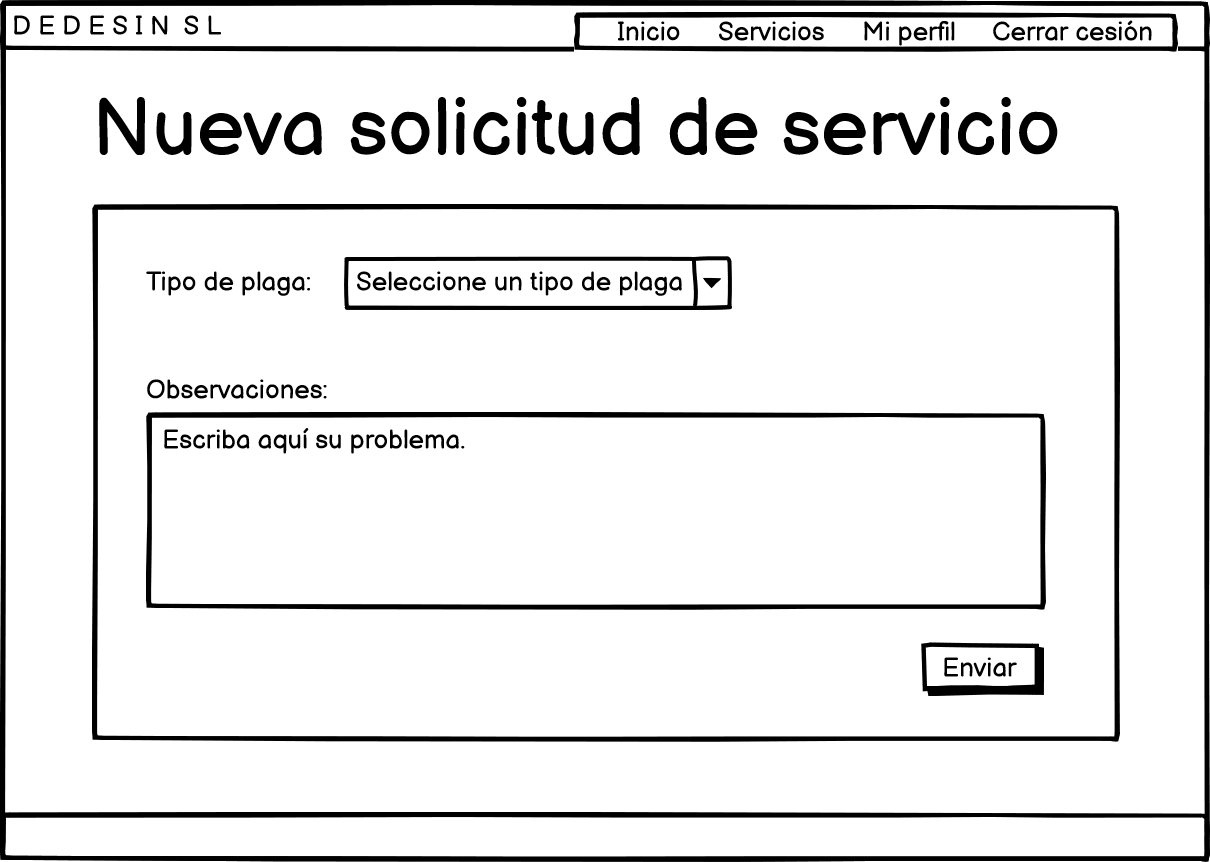 DEDESIN SL
Inicio Servicios Mi perfil Cerrar cesión
Nueva solicitud de servicio
Tipo de plaga: Seleccione un tipo de plaga
Observaciones:
Escriba aquí su problema.
Enviar